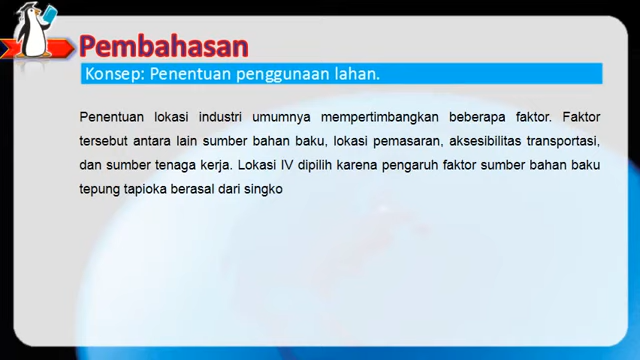 Pembahasan
Konsep: Penentuan penggunaan lahan.
Penentuan lokasi industri umumnya mempertimbangkan beberapa faktor. Faktor
tersebut antara lain sumber bahan baku, lokasi pemasaran, aksesibilitas transportasi,
dan sumber tenaga kerja. Lokasi IV dipilih karena pengaruh faktor sumber bahan baku
tepung tapioka berasal dari singko